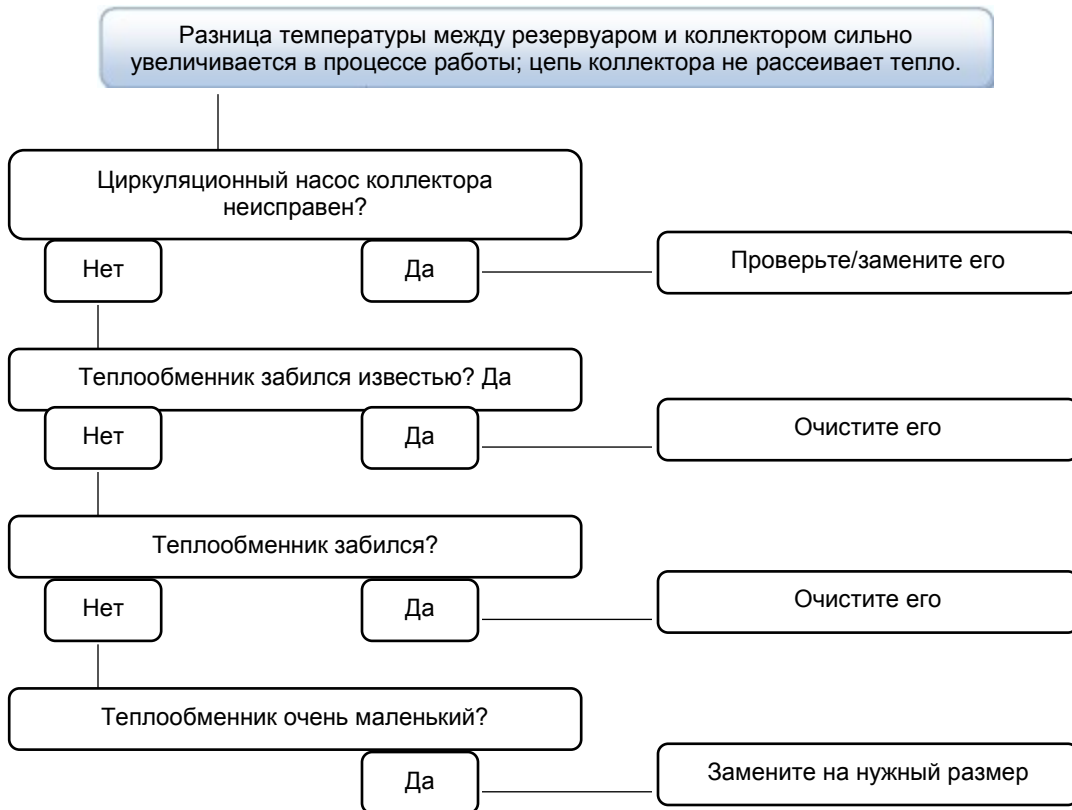 Разница температуры между резервуаром и коллектором сильно
увеличивается в процессе работы; цепь коллектора не рассеивает тепло.
Циркуляционный насос коллектора
неисправен?
Нет
Да
Проверьте/замените его
Теплообменник забился известью? Да
Нет
Да
Очистите его
Теплообменник забился?
Нет
Да
Очистите его
Теплообменник очень маленький?
Да
Замените на нужный размер